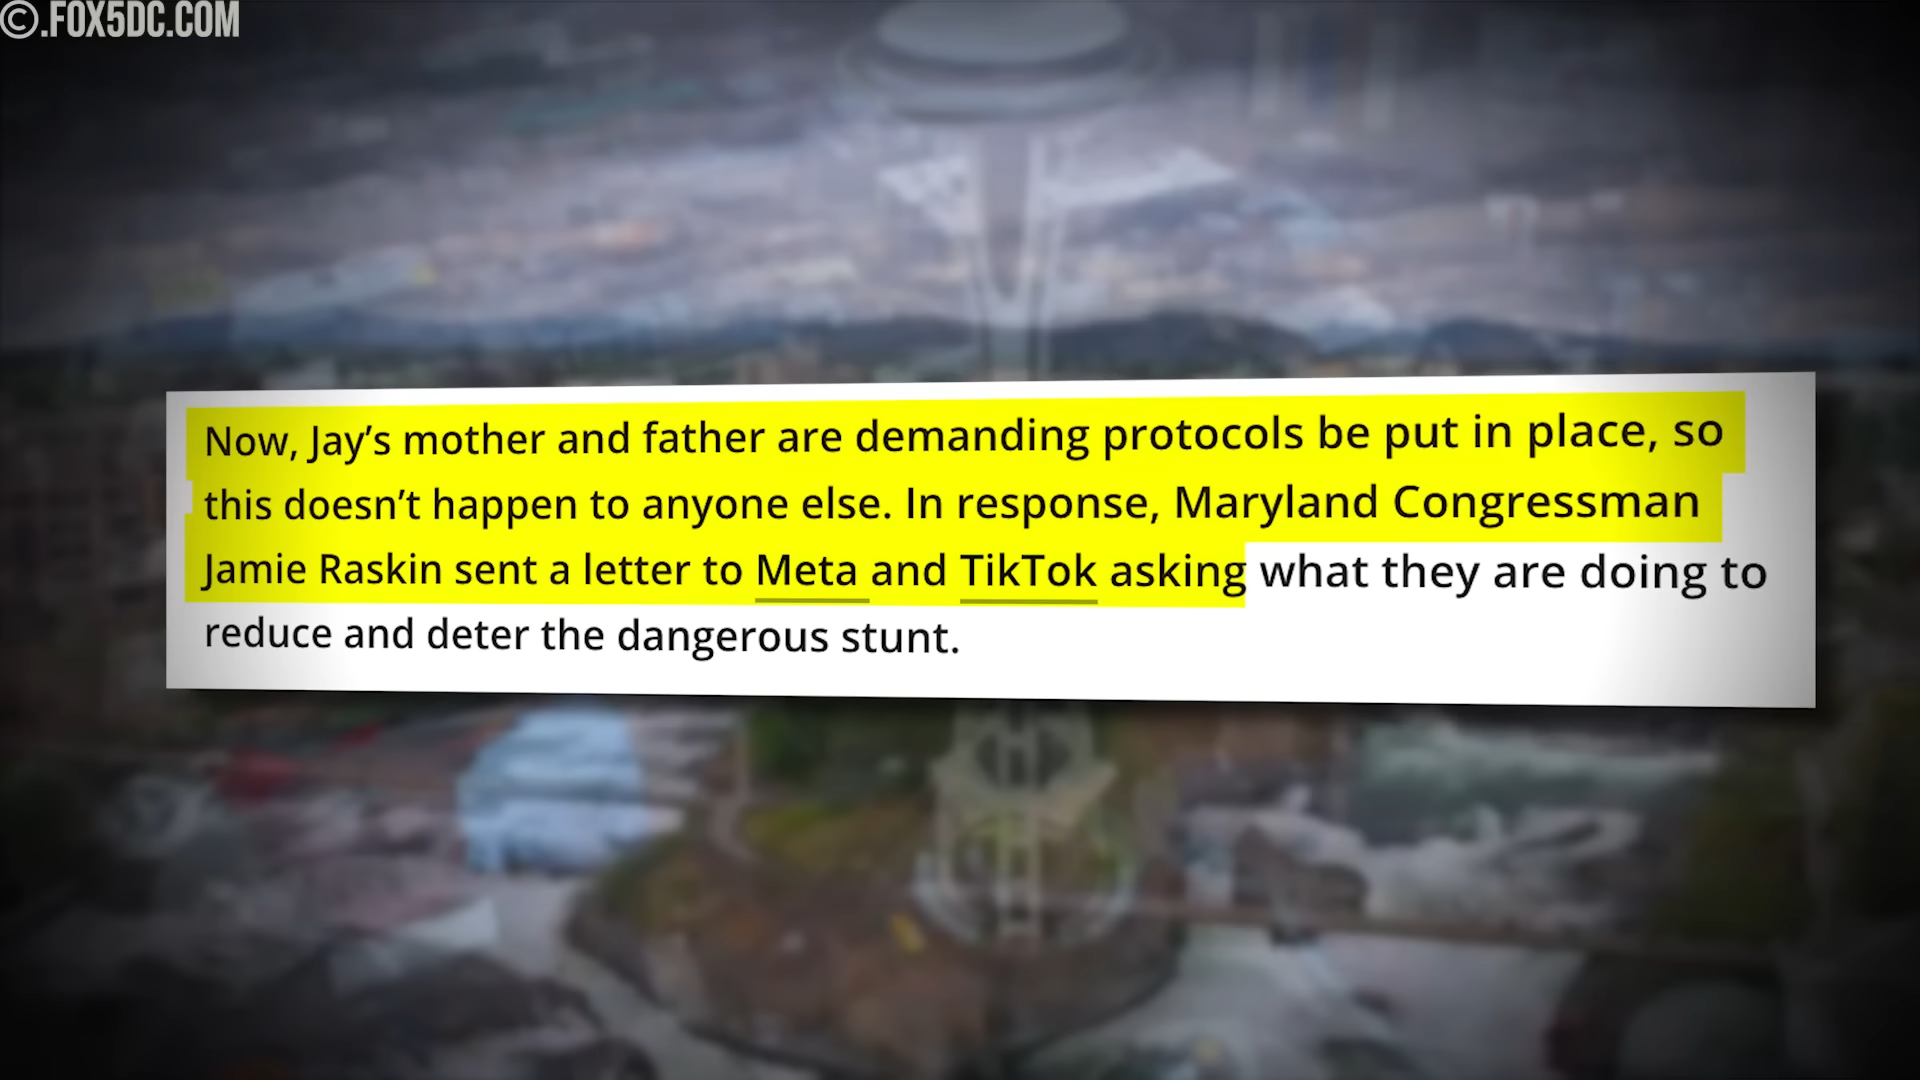 ©.FOX5DC.COM
Now, Jay’s mother and father are demanding protocols be put in place, so
this doesn’t happen to anyone else. In response, Maryland Congressman
Jamie Raskin sent a letter to Meta and TikTok asking what they are doing to
reduce and deter the dangerous stunt.